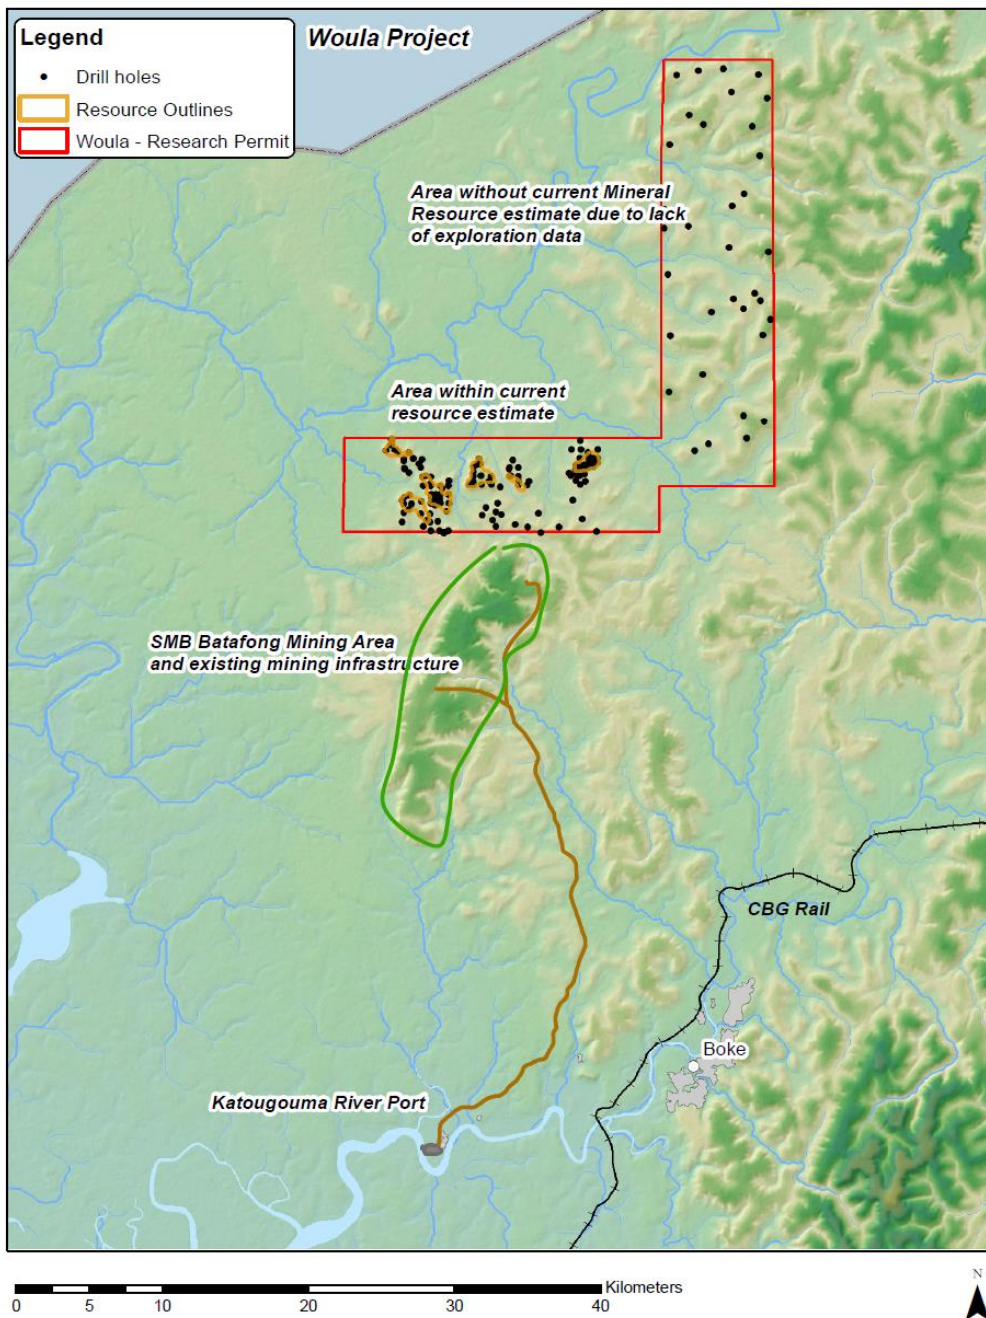 Legend
Drill holes
Resource Outlines
Woula - Research Permit
Woula Project
Area without current Mineral
Resource estimate due to lack
of exploration data
Area within current
resource estimate
SMB Batafong Mining Area
and existing mining infrastructure
CBG Rail
Boke
Katougouma River Port
Kilometers
0 5 10 20 30 40
N